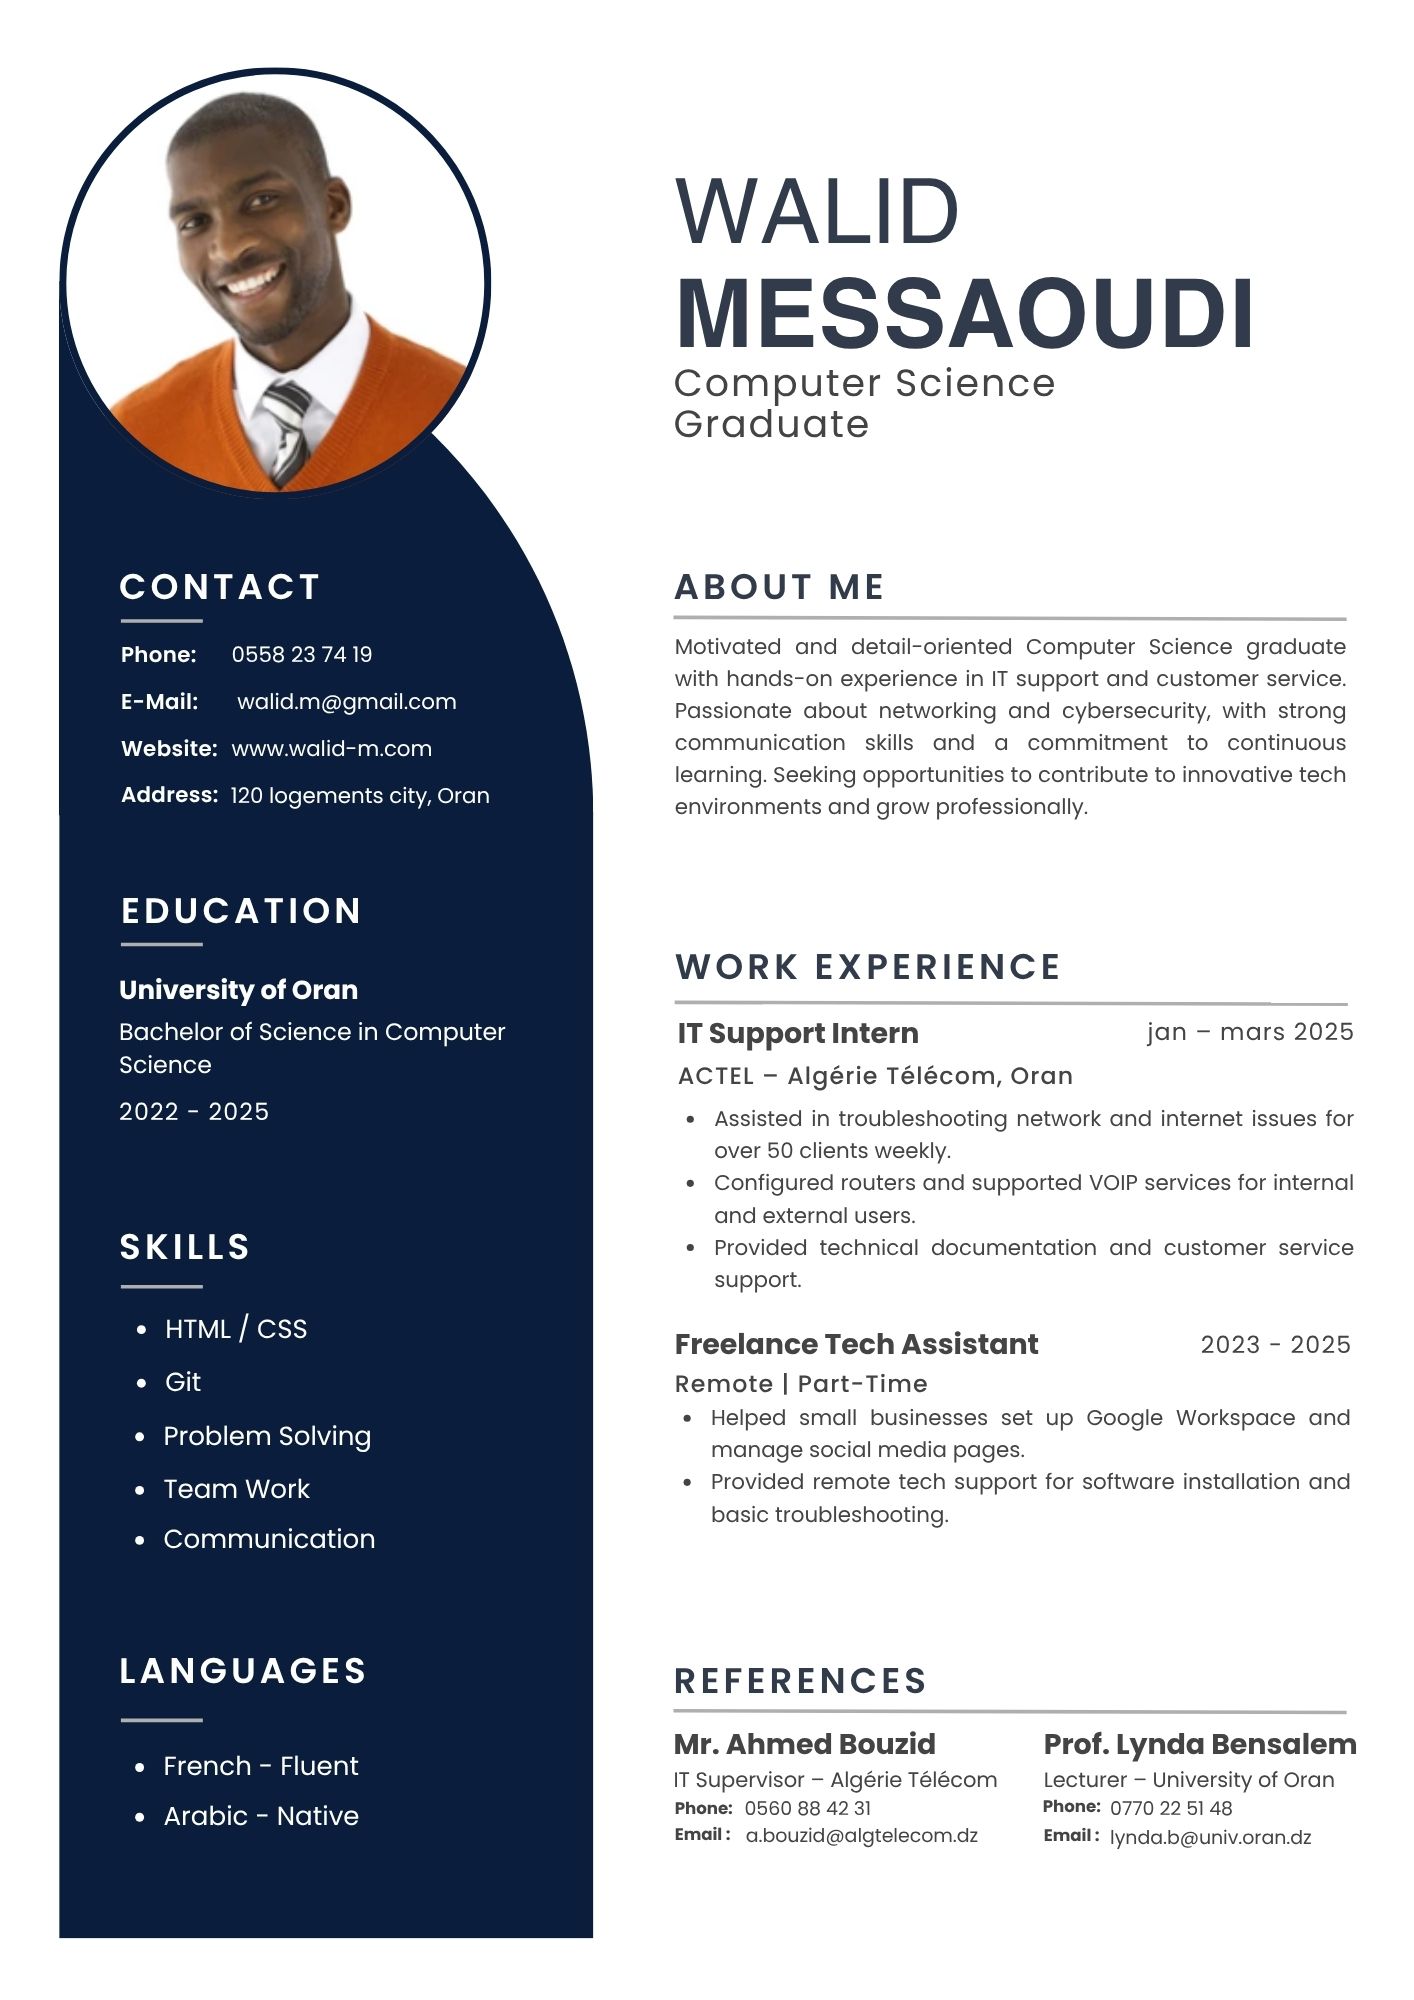 WALID
MESSAOUDI
Computer Science
Graduate
CONTACT
Phone: 0558 23 74 19
E-Mail: walid.m@gmail.com
Website: www.walid-m.com
Address: 120 logements city, Oran
EDUCATION
University of Oran
Bachelor of Science in Computer
Science
2022 - 2025
SKILLS
• HTML / CSS
• Git
• Problem Solving
• Team Work
• Communication
LANGUAGES
• French - Fluent
• Arabic - Native
ABOUT ME
Motivated and detail-oriented Computer Science graduate
with hands-on experience in IT support and customer service.
Passionate about networking and cybersecurity, with strong
communication skills and a commitment to continuous
learning. Seeking opportunities to contribute to innovative tech
environments and grow professionally.
WORK EXPERIENCE
IT Support Intern jan – mars 2025
ACTEL – Algérie Télécom, Oran
• Assisted in troubleshooting network and internet issues for
over 50 clients weekly.
• Configured routers and supported VOIP services for internal
and external users.
• Provided technical documentation and customer service
support.
Freelance Tech Assistant 2023 - 2025
Remote | Part-Time
• Helped small businesses set up Google Workspace and
manage social media pages.
• Provided remote tech support for software installation and
basic troubleshooting.
REFERENCES
Mr. Ahmed Bouzid
IT Supervisor – Algérie Télécom
Phone: 0560 88 42 31
Email : a.bouzid@algtelecom.dz
Prof. Lynda Bensalem
Lecturer – University of Oran
Phone: 0770 22 51 48
Email : lynda.b@univ.oran.dz